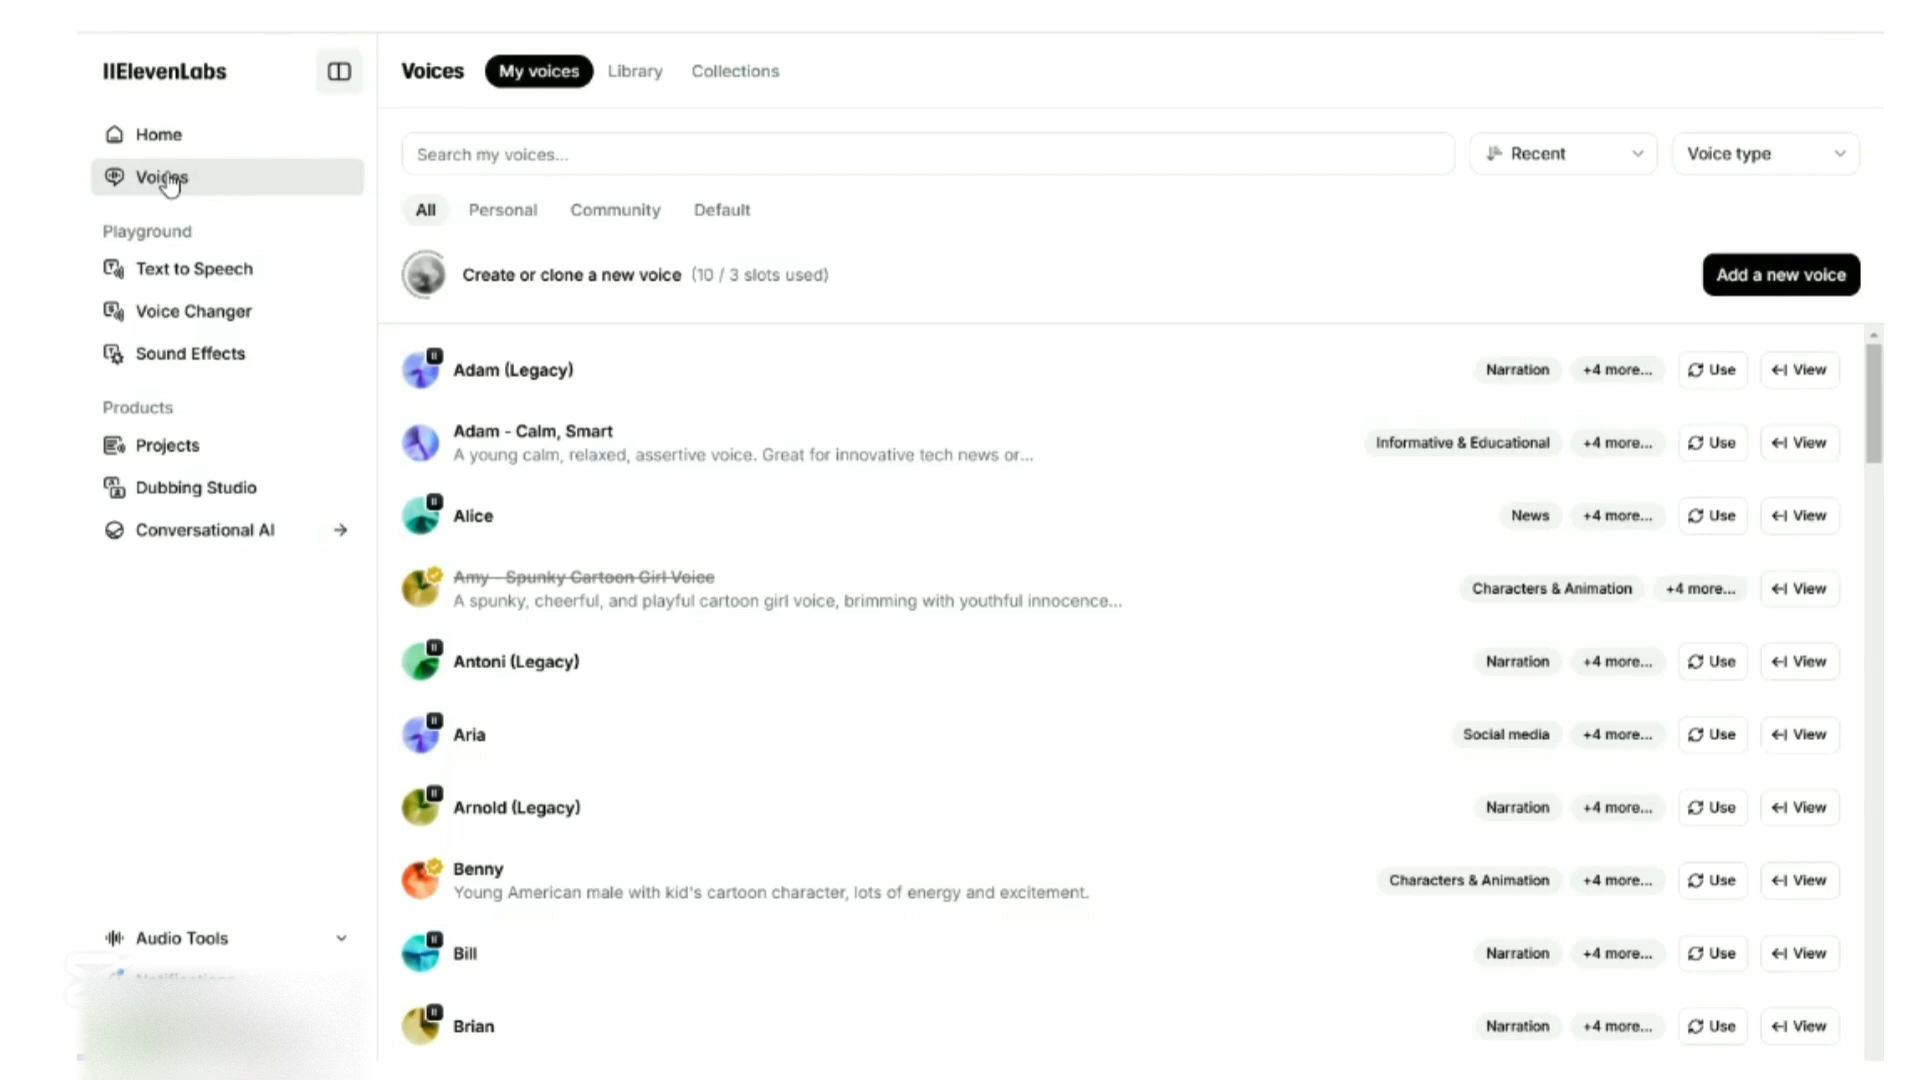 IIElevenLabs
Home
Voices
Playground
Text to Speech
Voice Changer
Sound Effects
Products
Projects
Dubbing Studio
Conversational AI
Audio Tools
Notifications
Voices My voices Library Collections
Search my voices...
Recent
Voice type
All Personal Community Default
Create or clone a new voice (10 / 3 slots used)
Add a new voice
Adam (Legacy) Narration +4 more... Use View
Adam - Calm, Smart
A young calm, relaxed, assertive voice. Great for innovative tech news or...
Informative & Educational +4 more... Use View
Alice News +4 more... Use View
Amy - Spunky Cartoon Girl Voice
A spunky, cheerful, and playful cartoon girl voice, brimming with youthful innocence...
Characters & Animation +4 more... View
Antoni (Legacy) Narration +4 more... Use View
Aria Social media +4 more... Use View
Arnold (Legacy) Narration +4 more... Use View
Benny
Young American male with kid's cartoon character, lots of energy and excitement.
Characters & Animation +4 more... Use View
Bill Narration +4 more... Use View
Brian Narration +4 more... Use View